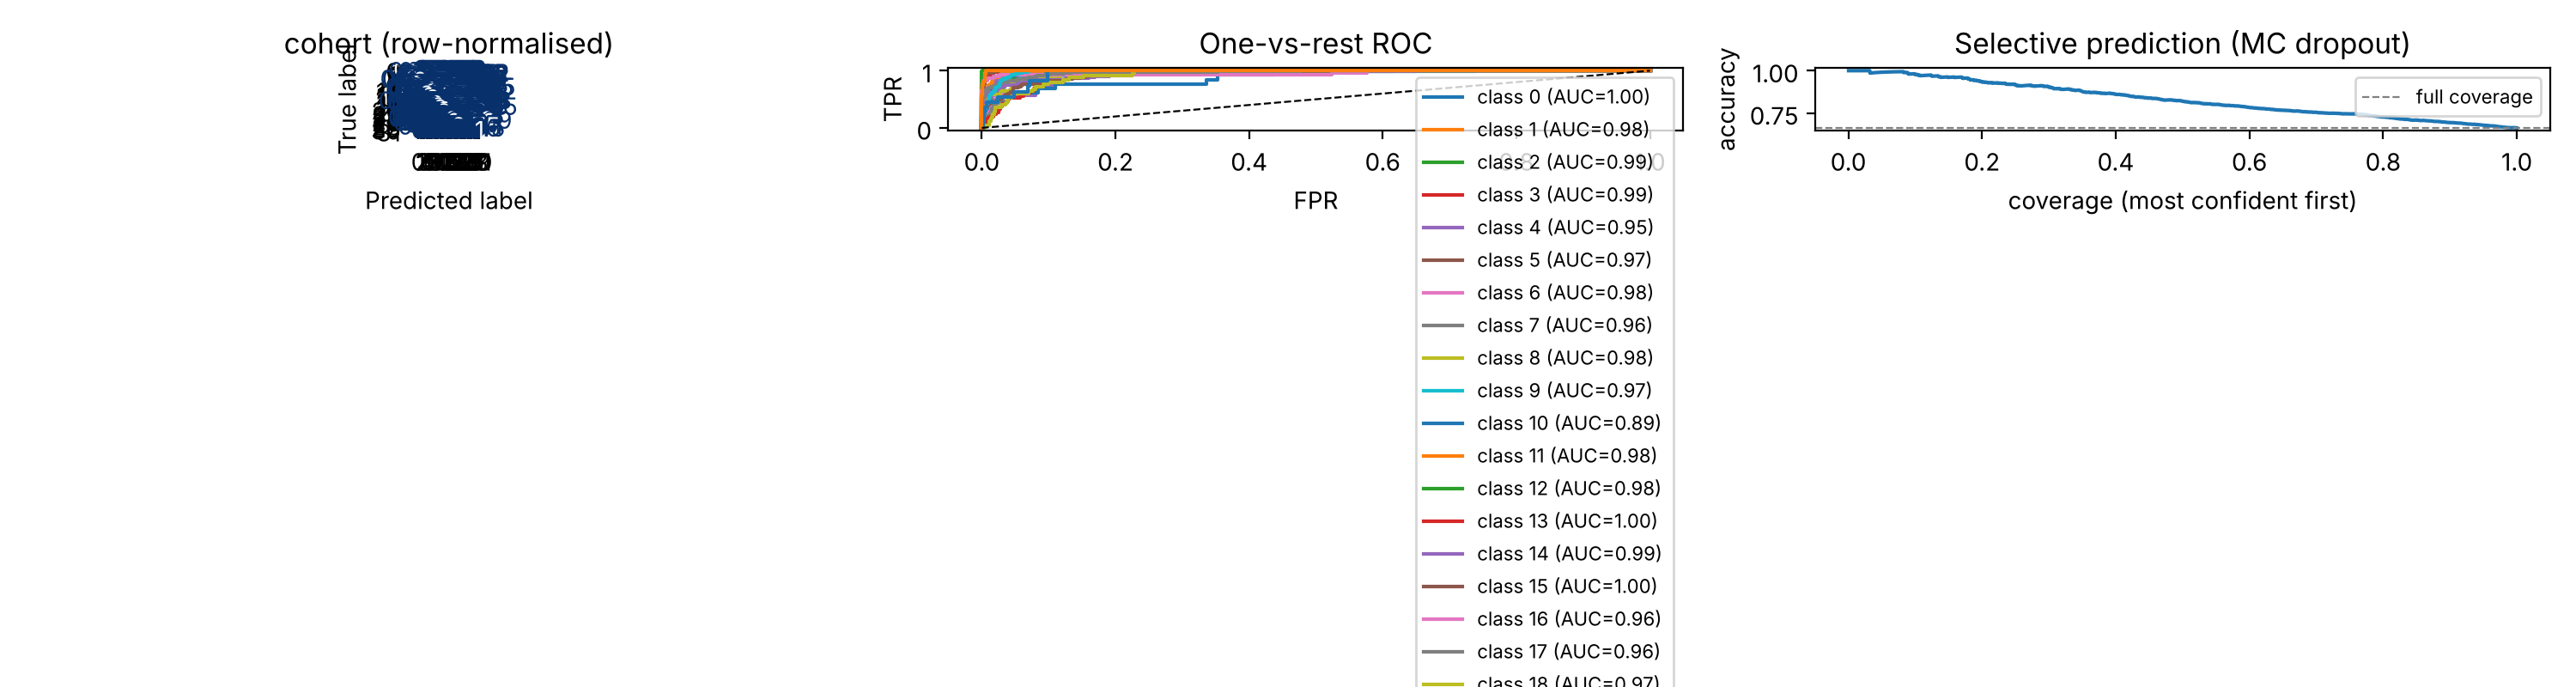 cohort (row-normalised)
True label
Predicted label
One-vs-rest ROC
TPR
1
0
0.0 0.2 0.4 0.6 0.8
FPR
class 0 (AUC=1.00)
class 1 (AUC=0.98)
class 2 (AUC=0.99)
class 3 (AUC=0.99)
class 4 (AUC=0.95)
class 5 (AUC=0.97)
class 6 (AUC=0.98)
class 7 (AUC=0.96)
class 8 (AUC=0.98)
class 9 (AUC=0.97)
class 10 (AUC=0.89)
class 11 (AUC=0.98)
class 12 (AUC=0.98)
class 13 (AUC=1.00)
class 14 (AUC=0.99)
class 15 (AUC=1.00)
class 16 (AUC=0.96)
class 17 (AUC=0.96)
class 18 (AUC=0.97)
Selective prediction (MC dropout)
accuracy
1.00
0.75
full coverage
0.0 0.2 0.4 0.6 0.8 1.0
coverage (most confident first)